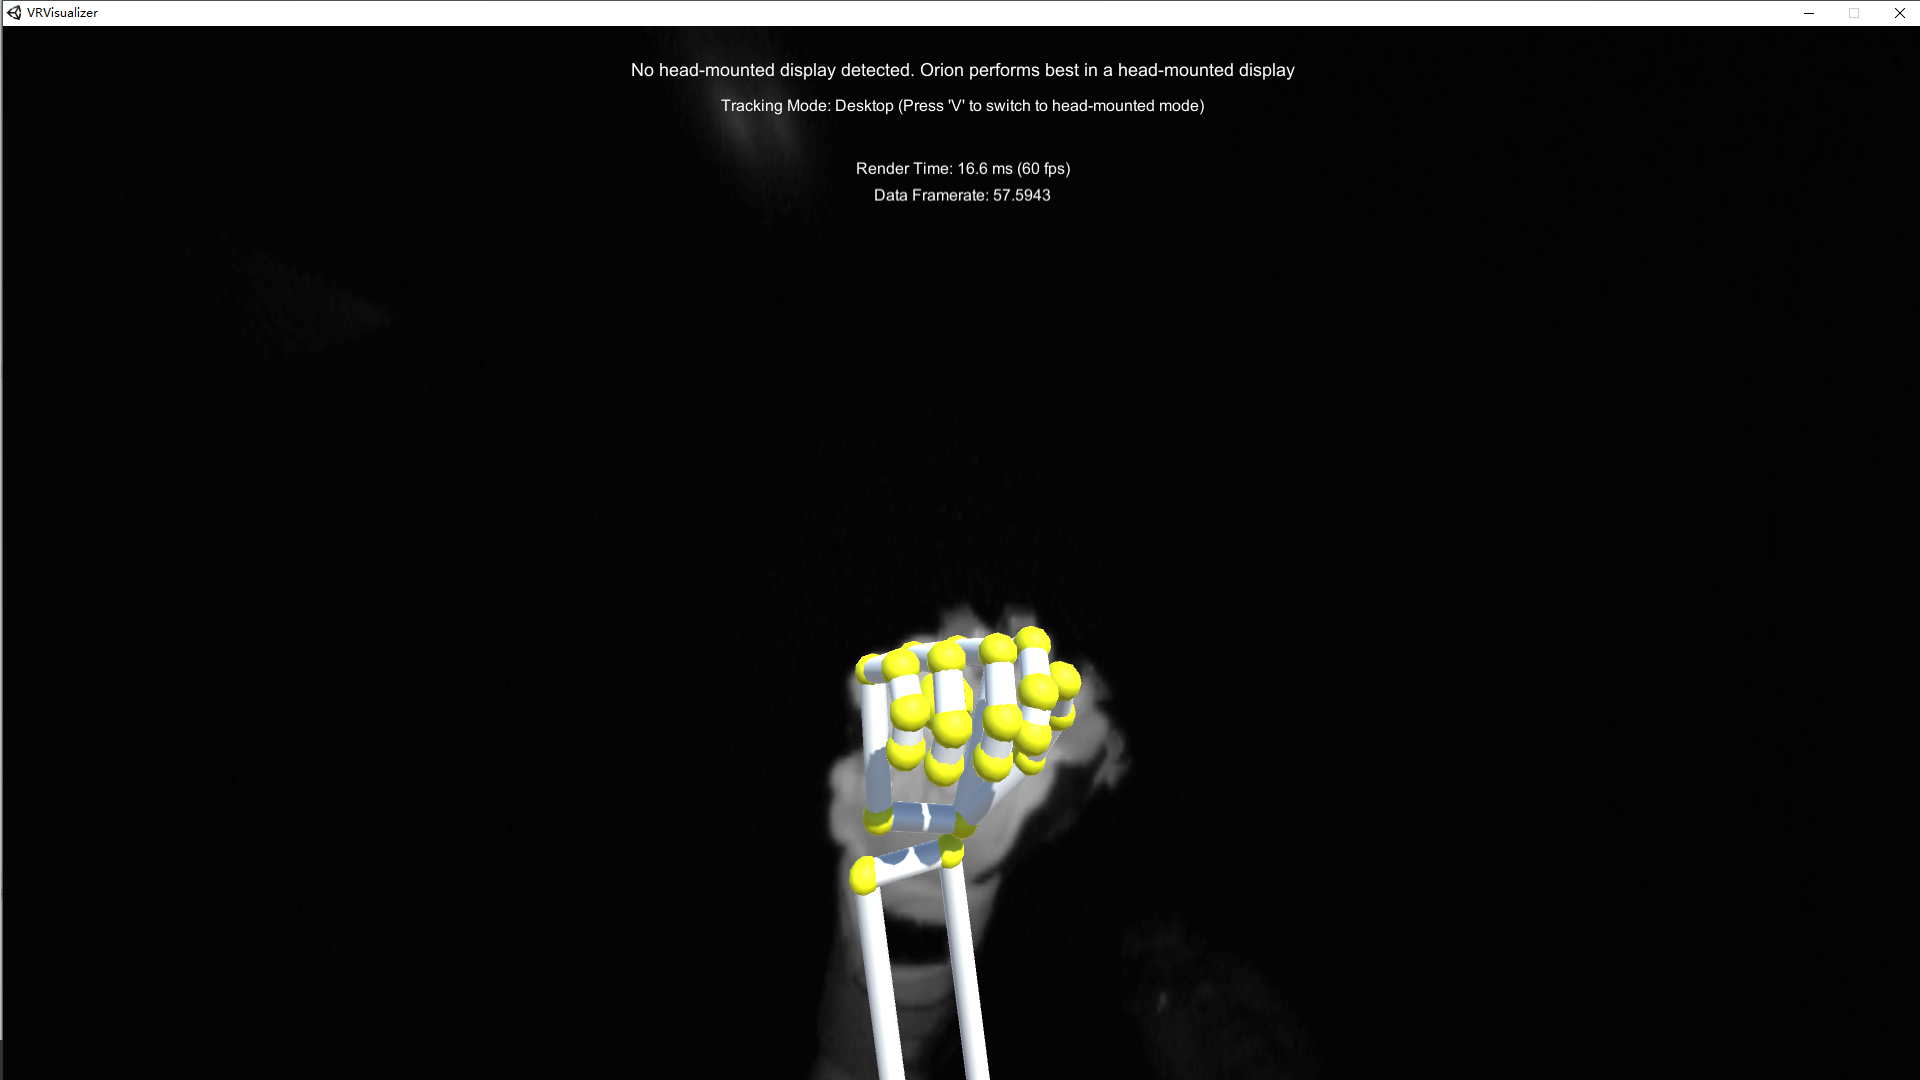 VRVisualizer
No head-mounted display detected. Orion performs best in a head-mounted display
Tracking Mode: Desktop (Press 'V' to switch to head-mounted mode)
Render Time: 16.6 ms (60 fps)
Data Framerate: 57.5943